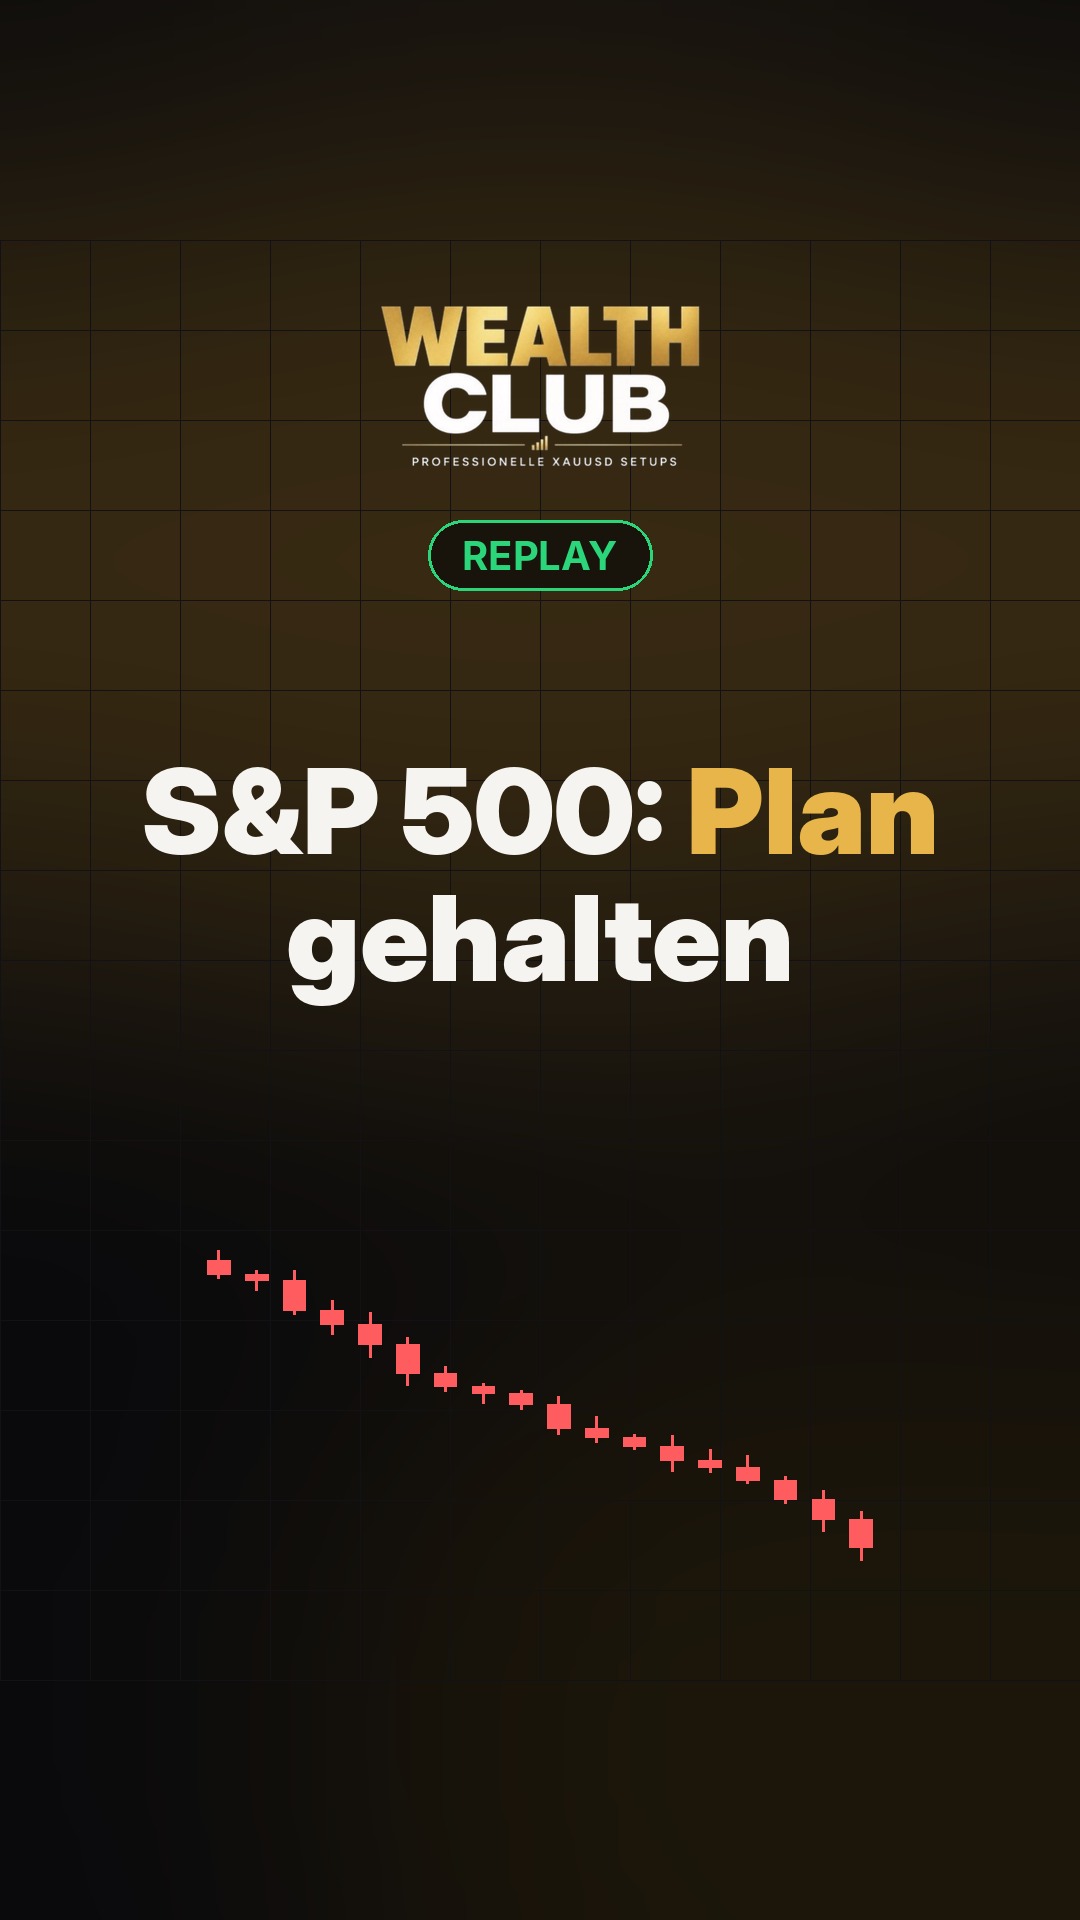 WEALTH
CLUB
PROFESSIONELLE XAUUSD SETUPS
REPLAY
S&P 500: Plan
gehalten